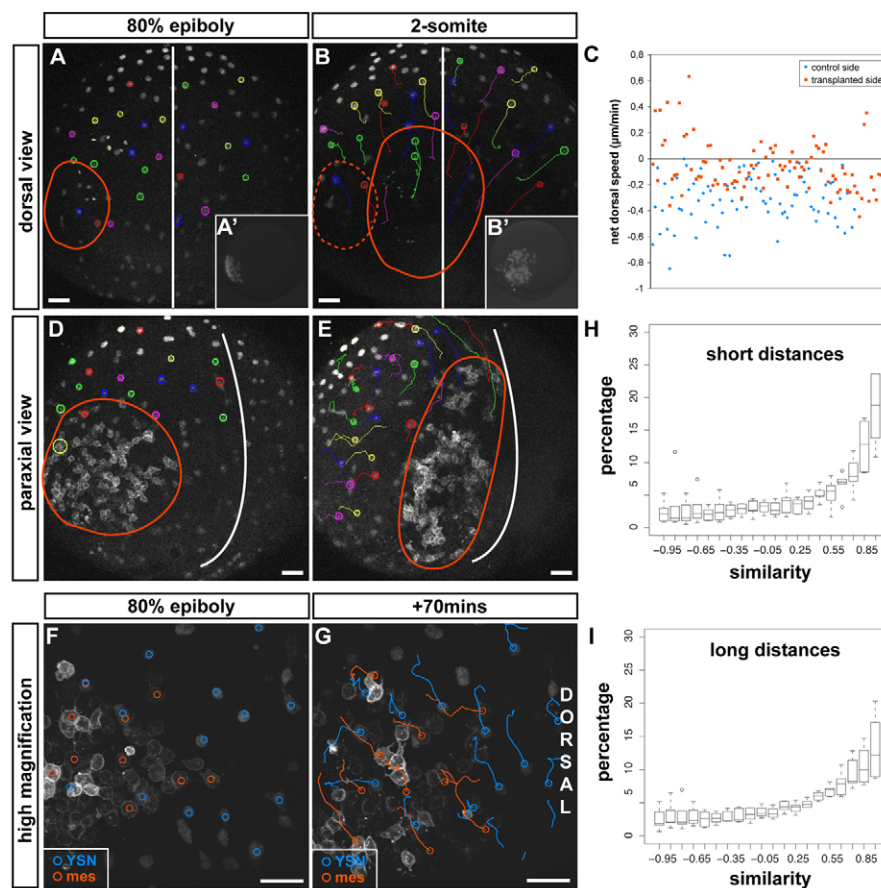 80% epiboly
2-somite
dorsal view
A
A'
B
B'
C
control side
transplanted side
net dorsal speed (µm/min)
0,8
0,6
0,4
0,2
0
-0,2
-0,4
-0,6
-0,8
-1
paraxial view
D
E
H
short distances
percentage
30
25
20
15
10
5
0
−0.95
−0.65
−0.35
−0.05
0.25
0.55
0.85
similarity
80% epiboly
+70mins
high magnification
F
YSN
mes
G
DORSAL
YSN
mes
I
long distances
percentage
30
25
20
15
10
5
0
−0.95
−0.65
−0.35
−0.05
0.25
0.55
0.85
similarity